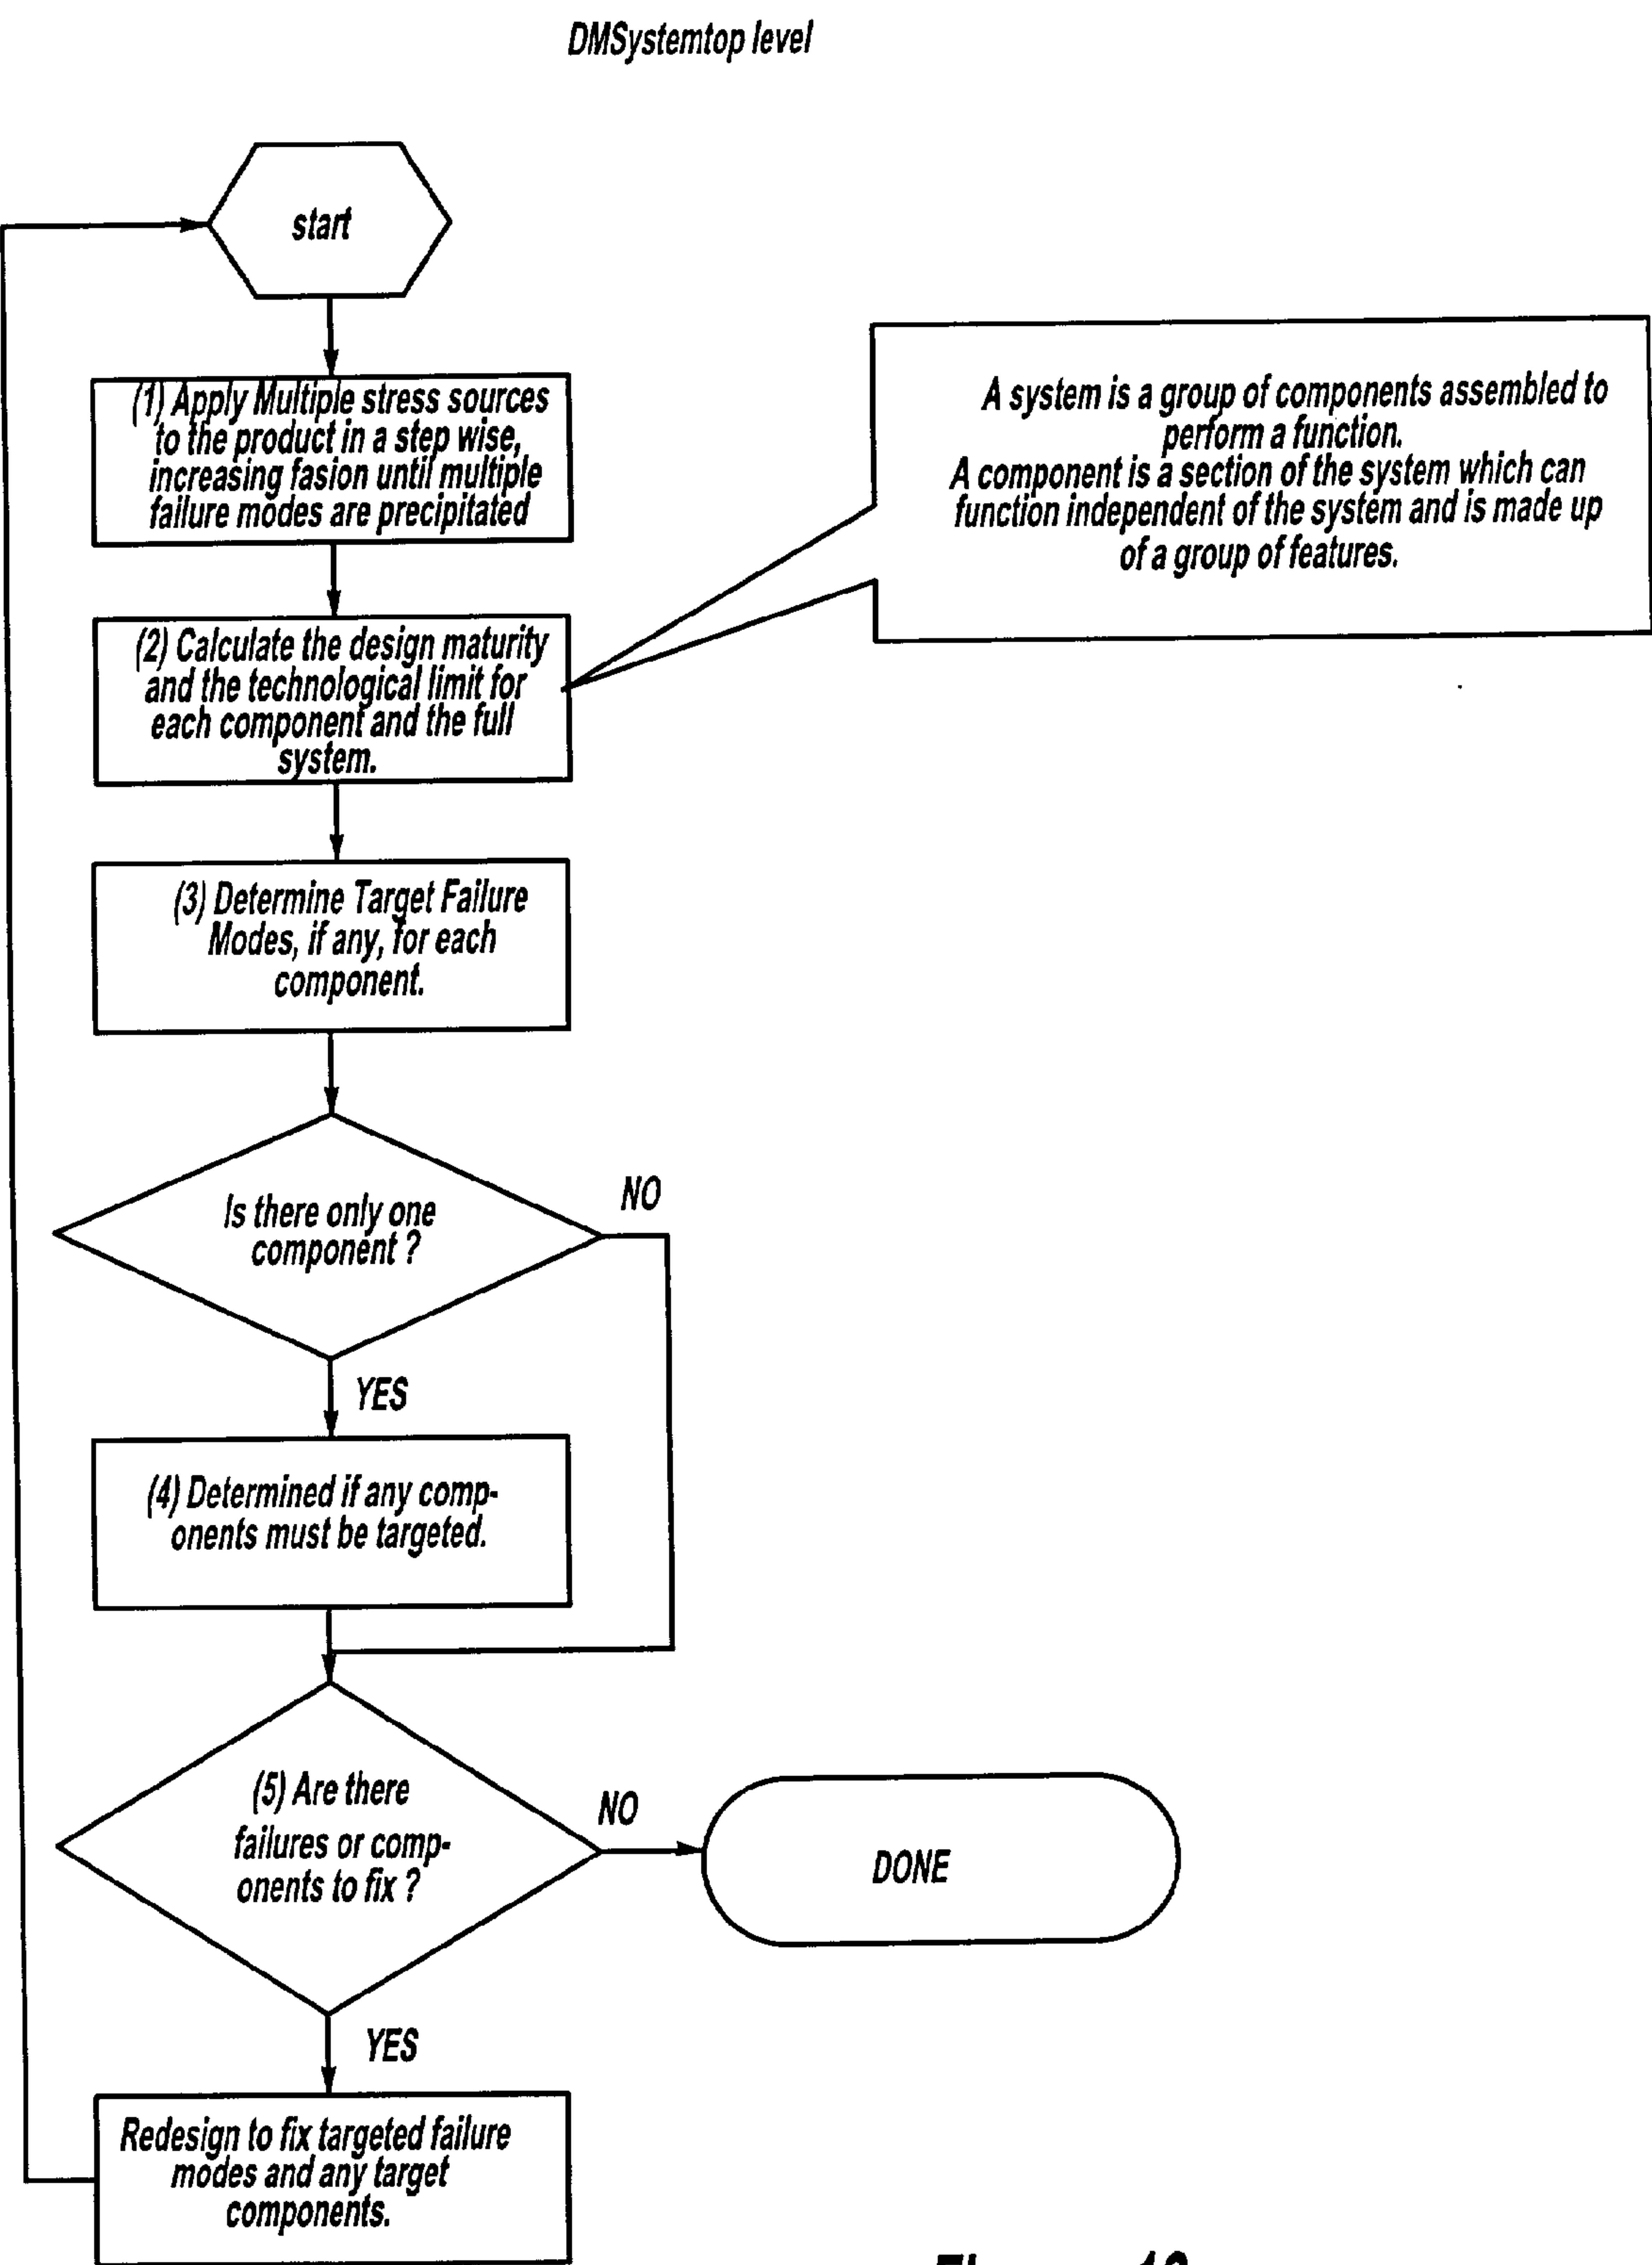 DMSystemtop level
start
(1) Apply Multiple stress sources
to the product in a step wise,
increasing fasion until multiple
failure modes are precipitated
A system is a group of components assembled to
perform a function.
A component is a section of the system which can
function independent of the system and is made up
of a group of features.
(2) Calculate the design maturity
and the technological limit for
each component and the full
system.
(3) Determine Target Failure
Modes, if any, for each
component.
Is there only one
component ?
NO
YES
(4) Determined if any comp-
onents must be targeted.
(5) Are there
failures or comp-
onents to fix ?
NO
DONE
YES
Redesign to fix targeted failure
modes and any target
components.